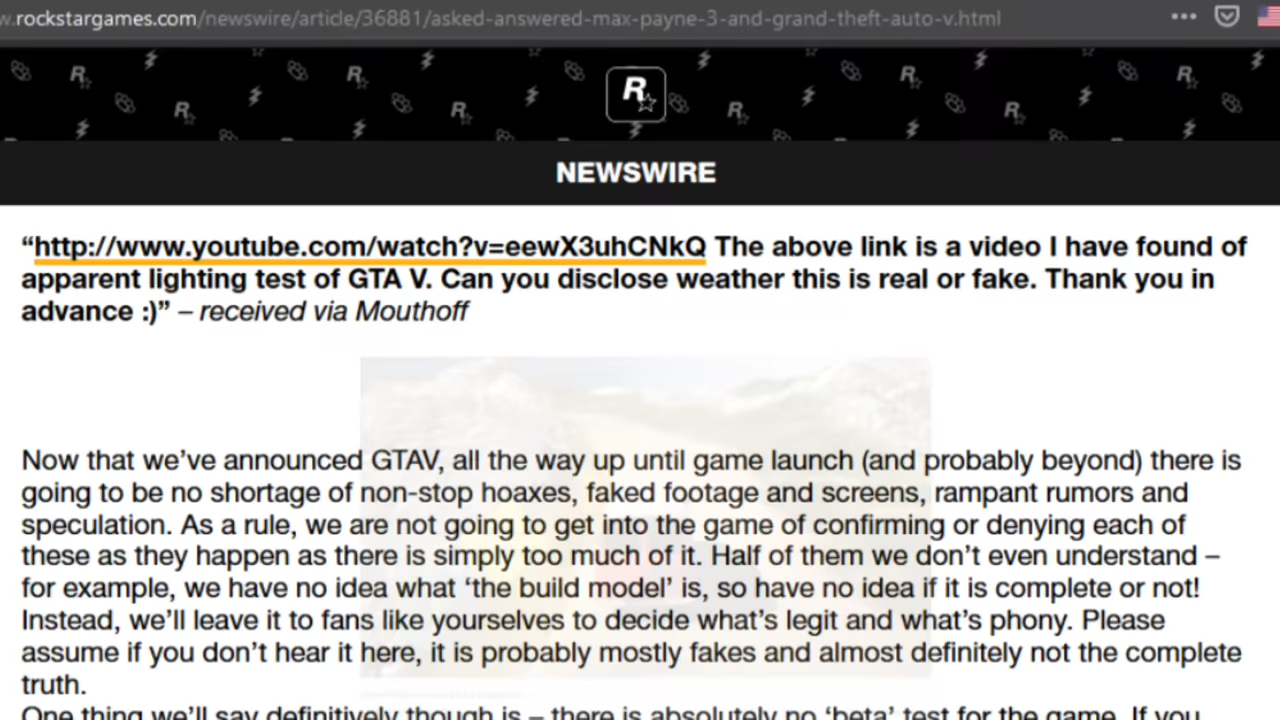 .rockstargames.com/newswire/article/36881/asked-answered-max-payne-3-and-grand-theft-auto-v.html
R
NEWSWIRE
“http://www.youtube.com/watch?v=eewX3uhCNkQ The above link is a video I have found of
apparent lighting test of GTA V. Can you disclose weather this is real or fake. Thank you in
advance :)” – received via Mouthoff
Now that we’ve announced GTAV, all the way up until game launch (and probably beyond) there is
going to be no shortage of non-stop hoaxes, faked footage and screens, rampant rumors and
speculation. As a rule, we are not going to get into the game of confirming or denying each of
these as they happen as there is simply too much of it. Half of them we don’t even understand –
for example, we have no idea what ‘the build model’ is, so have no idea if it is complete or not!
Instead, we’ll leave it to fans like yourselves to decide what’s legit and what’s phony. Please
assume if you don’t hear it here, it is probably mostly fakes and almost definitely not the complete
truth.
One thing we’ll say definitively though is – there is absolutely no ‘beta’ test for the game. If you